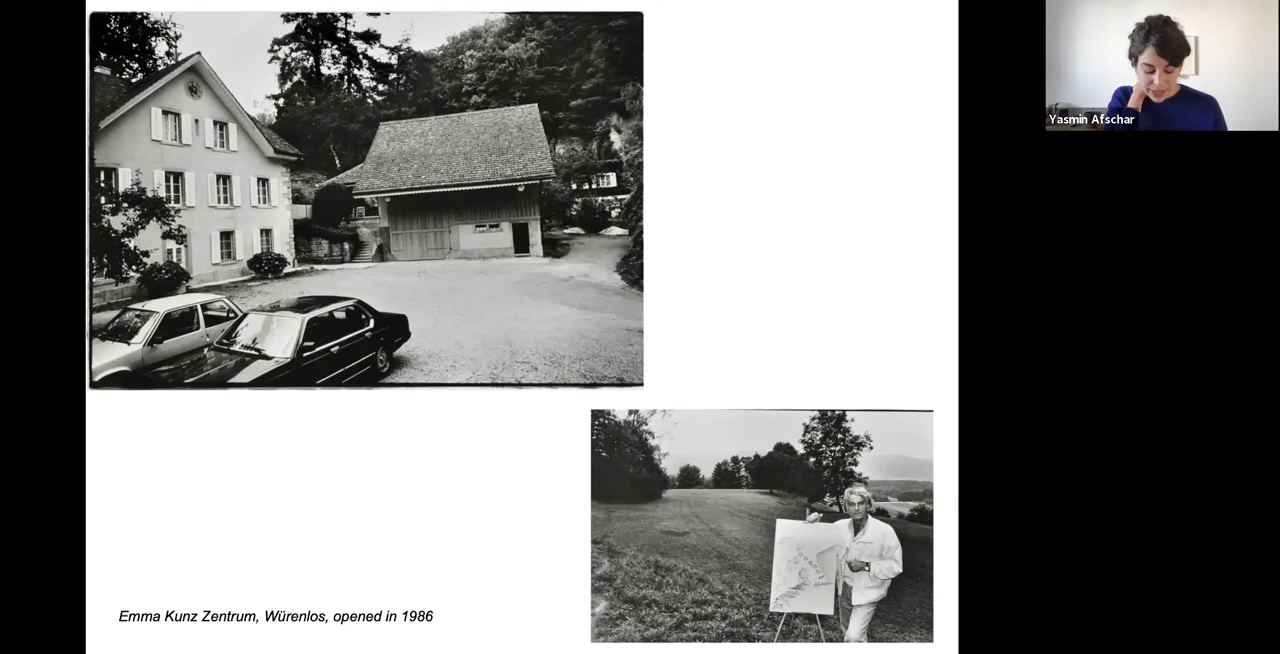 Yasmin Afschar
Emma Kunz Zentrum, Würenlos, opened in 1986